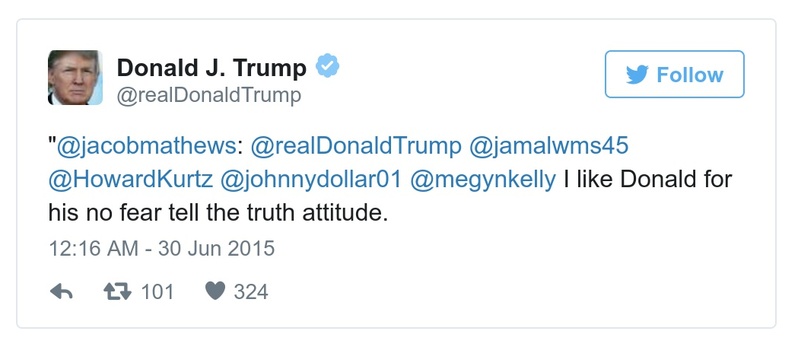 Donald J. Trump
@realDonaldTrump
Follow
"@jacobmathews: @realDonaldTrump @jamalwms45
@HowardKurtz @johnnydollar01 @megynkelly I like Donald for
his no fear tell the truth attitude.
12:16 AM - 30 Jun 2015
101 324